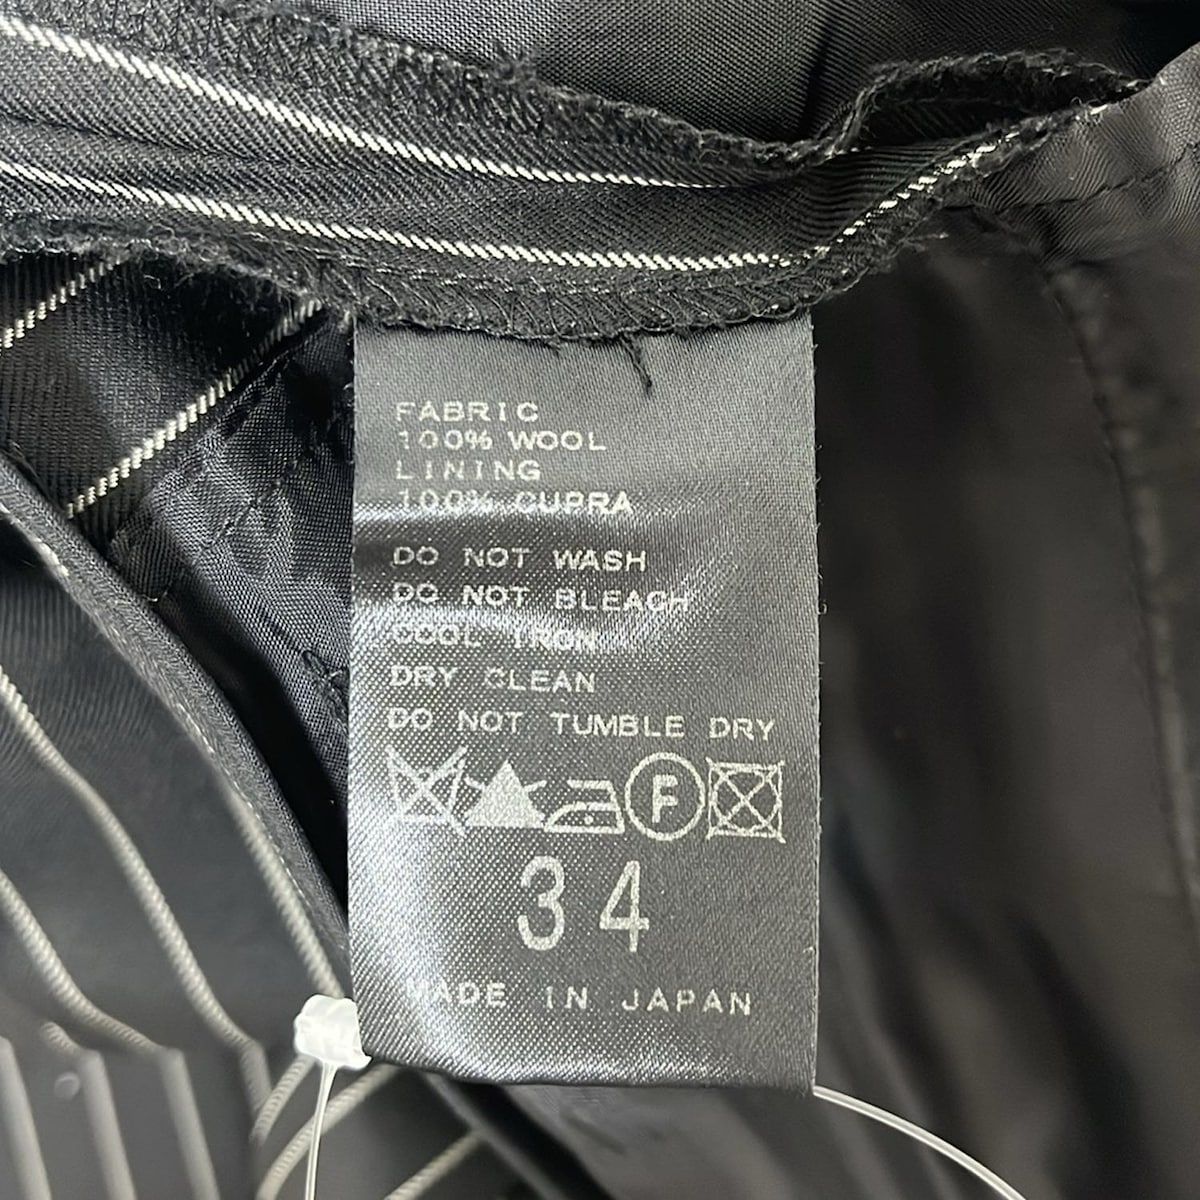 FABRIC
100% WOOL
LINING
100% CUPRA
DO NOT WASH
DO NOT BLEACH
COOL IRON
DRY CLEAN
DO NOT TUMBLE DRY
F
34
MADE IN JAPAN